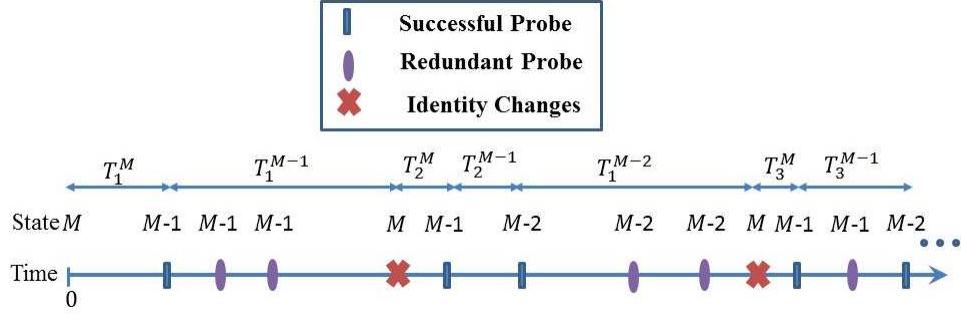 Successful Probe
Redundant Probe
Identity Changes
T_1^M T_1^{M-1} T_2^M T_2^{M-1} T_1^{M-2} T_3^M T_3^{M-1}
State M M-1 M-1 M-1 M M-1 M-2 M-2 M-2 M M-1 M-1 M-2
Time
0